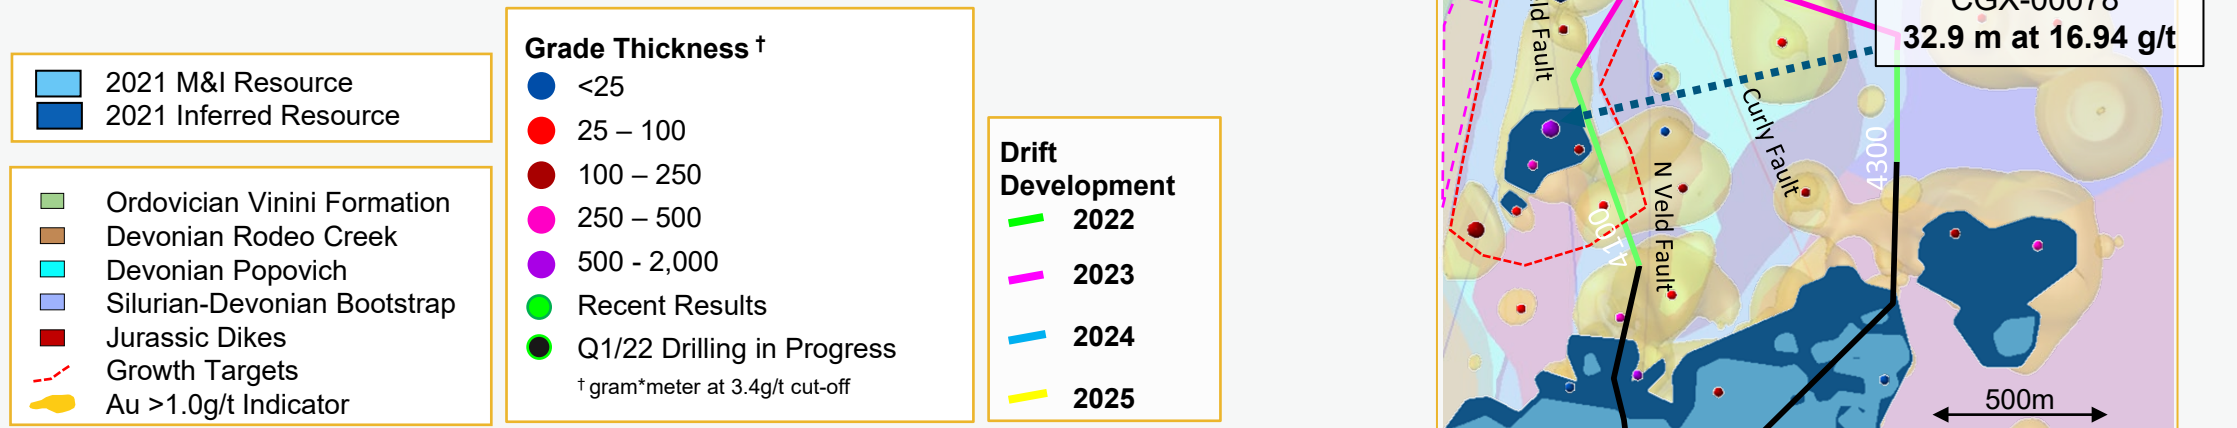 2021 M&I Resource
2021 Inferred Resource
Ordovician Vinini Formation
Devonian Rodeo Creek
Devonian Popovich
Silurian-Devonian Bootstrap
Jurassic Dikes
Growth Targets
Au >1.0g/t Indicator
Grade Thickness †
<25
25 – 100
100 – 250
250 – 500
500 - 2,000
Recent Results
Q1/22 Drilling in Progress
† gram*meter at 3.4g/t cut-off
Drift
Development
2022
2023
2024
2025
CGX-00078
32.9 m at 16.94 g/t
Fault
Curly Fault
N Veld Fault
4300
4100
500m